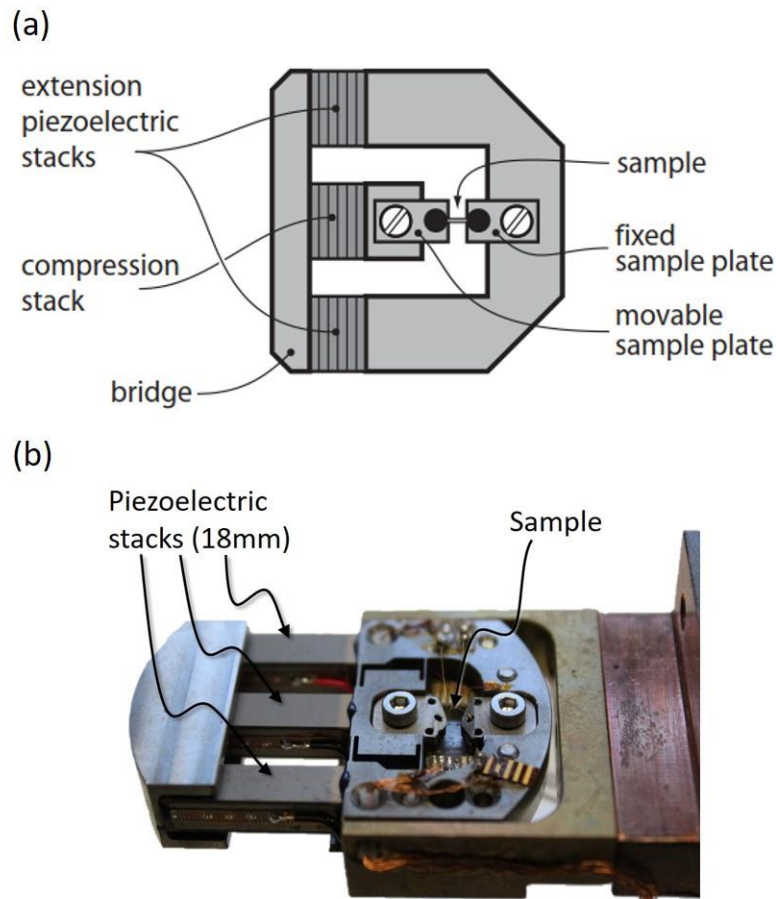 (a)
extension
piezoelectric
stacks
sample
compression
stack
fixed
sample plate
movable
sample plate
bridge
(b)
Piezoelectric
stacks (18mm)
Sample